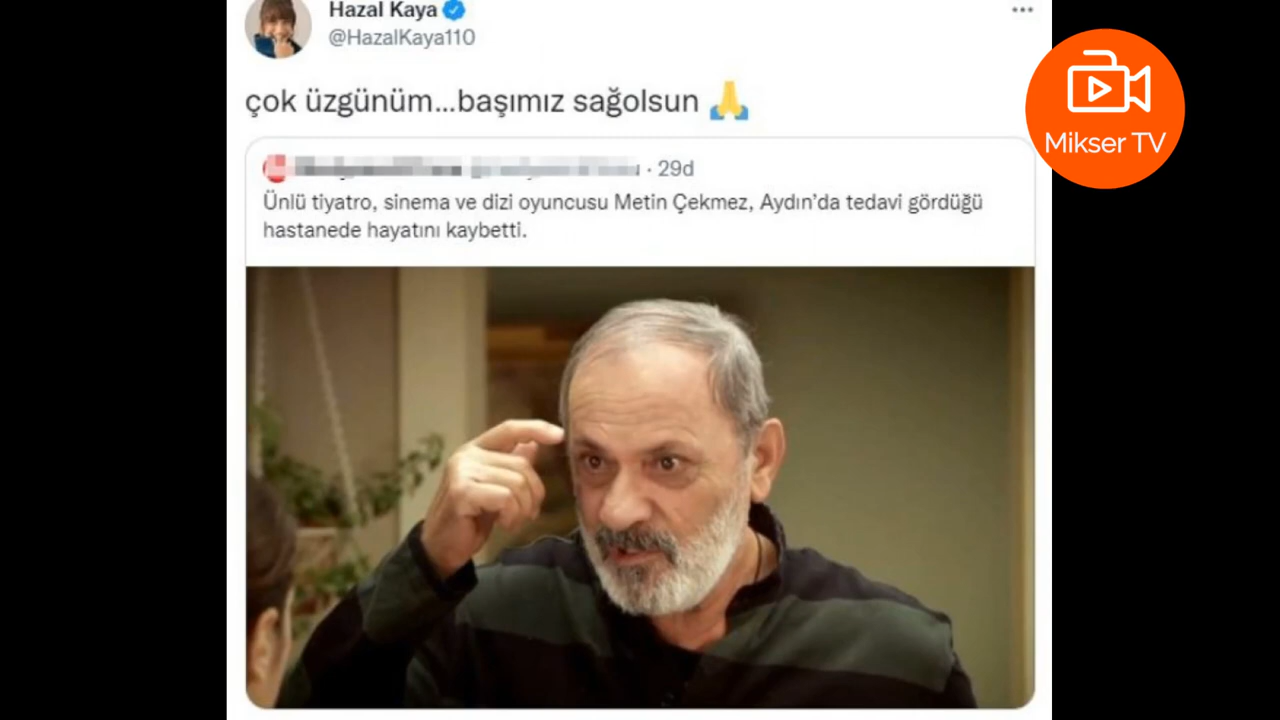 Hazal Kaya
@HazalKaya110
çok üzgünüm...başımız sağolsun 🙏
· 29d
Ünlü tiyatro, sinema ve dizi oyuncusu Metin Çekmez, Aydın'da tedavi gördüğü
hastanede hayatını kaybetti.
Mikser TV